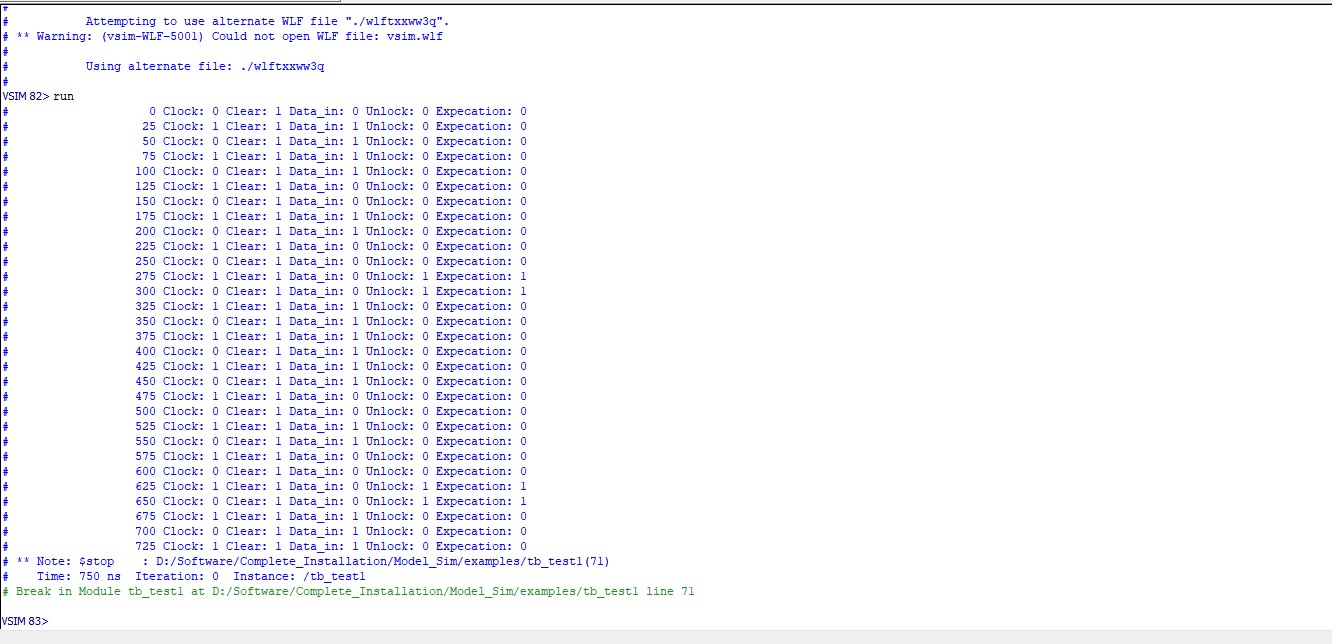 #
#           Attempting to use alternate WLF file "./wlftxxww3q".
# ** Warning: (vsim-WLF-5001) Could not open WLF file: vsim.wlf
#
#           Using alternate file: ./wlftxxww3q
#
VSIM 82> run
#                    0 Clock: 0 Clear: 1 Data_in: 0 Unlock: 0 Expecation: 0
#                   25 Clock: 1 Clear: 1 Data_in: 1 Unlock: 0 Expecation: 0
#                   50 Clock: 0 Clear: 1 Data_in: 1 Unlock: 0 Expecation: 0
#                   75 Clock: 1 Clear: 1 Data_in: 1 Unlock: 0 Expecation: 0
#                  100 Clock: 0 Clear: 1 Data_in: 1 Unlock: 0 Expecation: 0
#                  125 Clock: 1 Clear: 1 Data_in: 0 Unlock: 0 Expecation: 0
#                  150 Clock: 0 Clear: 1 Data_in: 0 Unlock: 0 Expecation: 0
#                  175 Clock: 1 Clear: 1 Data_in: 1 Unlock: 0 Expecation: 0
#                  200 Clock: 0 Clear: 1 Data_in: 1 Unlock: 0 Expecation: 0
#                  225 Clock: 1 Clear: 1 Data_in: 0 Unlock: 0 Expecation: 0
#                  250 Clock: 0 Clear: 1 Data_in: 0 Unlock: 0 Expecation: 0
#                  275 Clock: 1 Clear: 1 Data_in: 0 Unlock: 1 Expecation: 1
#                  300 Clock: 0 Clear: 1 Data_in: 0 Unlock: 1 Expecation: 1
#                  325 Clock: 1 Clear: 1 Data_in: 1 Unlock: 0 Expecation: 0
#                  350 Clock: 0 Clear: 1 Data_in: 1 Unlock: 0 Expecation: 0
#                  375 Clock: 1 Clear: 1 Data_in: 1 Unlock: 0 Expecation: 0
#                  400 Clock: 0 Clear: 1 Data_in: 1 Unlock: 0 Expecation: 0
#                  425 Clock: 1 Clear: 1 Data_in: 1 Unlock: 0 Expecation: 0
#                  450 Clock: 0 Clear: 1 Data_in: 1 Unlock: 0 Expecation: 0
#                  475 Clock: 1 Clear: 1 Data_in: 0 Unlock: 0 Expecation: 0
#                  500 Clock: 0 Clear: 1 Data_in: 0 Unlock: 0 Expecation: 0
#                  525 Clock: 1 Clear: 1 Data_in: 1 Unlock: 0 Expecation: 0
#                  550 Clock: 0 Clear: 1 Data_in: 1 Unlock: 0 Expecation: 0
#                  575 Clock: 1 Clear: 1 Data_in: 0 Unlock: 0 Expecation: 0
#                  600 Clock: 0 Clear: 1 Data_in: 0 Unlock: 0 Expecation: 0
#                  625 Clock: 1 Clear: 1 Data_in: 0 Unlock: 1 Expecation: 1
#                  650 Clock: 0 Clear: 1 Data_in: 0 Unlock: 1 Expecation: 1
#                  675 Clock: 1 Clear: 1 Data_in: 1 Unlock: 0 Expecation: 0
#                  700 Clock: 0 Clear: 1 Data_in: 1 Unlock: 0 Expecation: 0
#                  725 Clock: 1 Clear: 1 Data_in: 0 Unlock: 0 Expecation: 0
# ** Note: $stop    : D:/Software/Complete_Installation/Model_Sim/examples/tb_test1(71)
#    Time: 750 ns  Iteration: 0  Instance: /tb_test1
# Break in Module tb_test1 at D:/Software/Complete_Installation/Model_Sim/examples/tb_test1 line 71
VSIM 83>